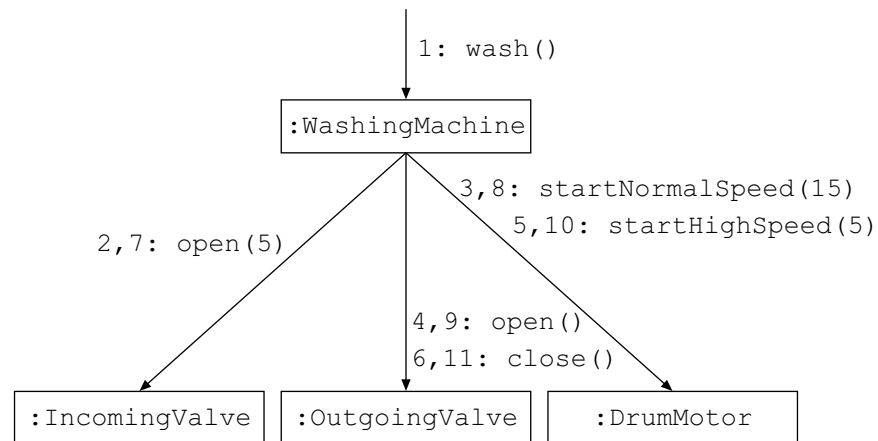 1: wash()
:WashingMachine
3,8: startNormalSpeed(15)
5,10: startHighSpeed(5)
2,7: open(5)
4,9: open()
6,11: close()
:IncomingValve
:OutgoingValve
:DrumMotor